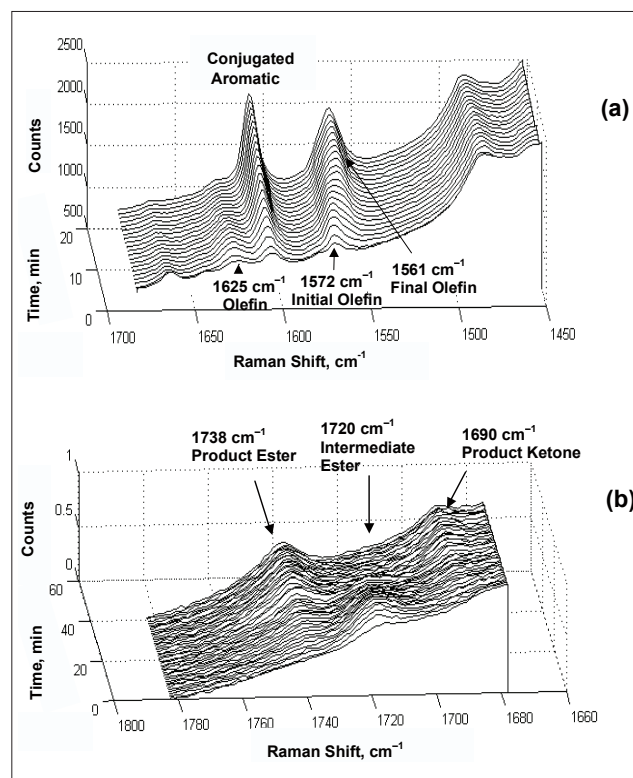 2500
2000
1500
1000
500
20
10
0
Counts
Time, min
Conjugated
Aromatic
(a)
1625 cm−1
Olefin
1572 cm−1
Initial Olefin
1561 cm−1
Final Olefin
1700
1650
1600
1550
1500
1450
Raman Shift, cm-1
1738 cm−1
Product Ester
1720 cm−1
Intermediate
Ester
1690 cm−1
Product Ketone
(b)
1
0.5
0
60
40
20
0
Counts
Time, min
1800
1780
1760
1740
1720
1700
1680
1660
Raman Shift, cm-1